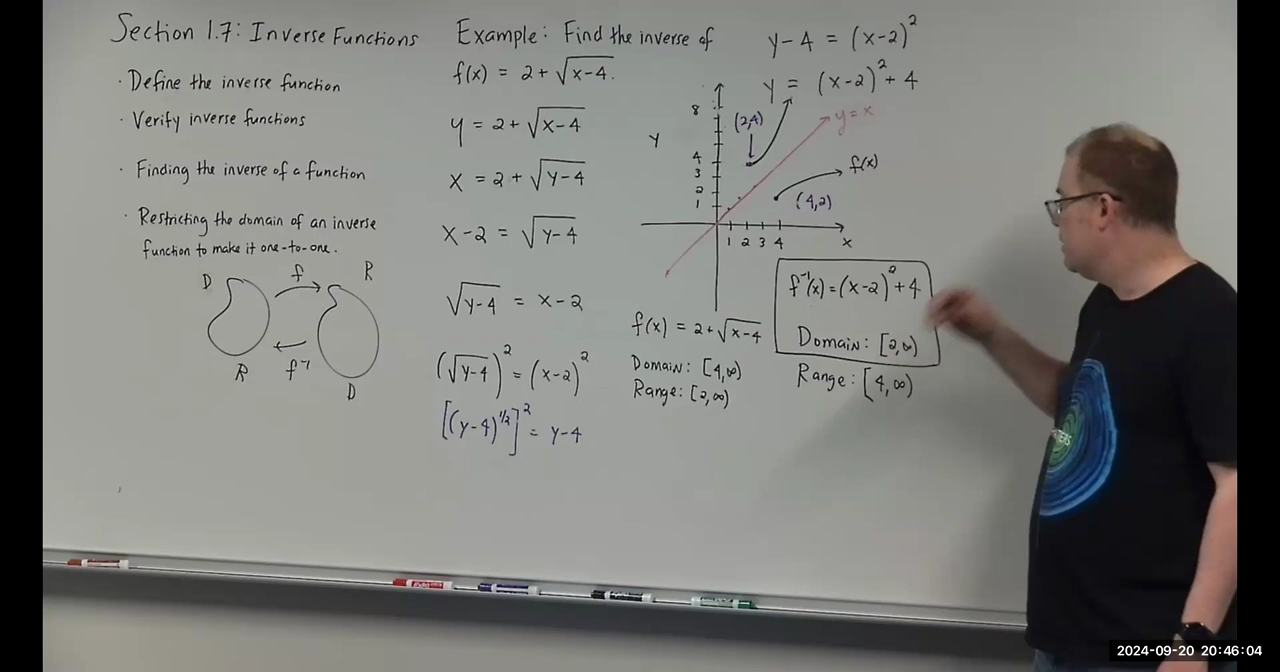 Section 1.7: Inverse Functions
· Define the inverse function
· Verify inverse functions
· Finding the inverse of a function
· Restricting the domain of an inverse
function to make it one-to-one.
D f R
R f⁻¹ D
Example: Find the inverse of
f(x) = 2 + √(x-4).
y = 2 + √(x-4)
x = 2 + √(y-4)
x-2 = √(y-4)
√(y-4) = x-2
(√(y-4))² = (x-2)²
[(y-4)^(1/2)]² = y-4
y-4 = (x-2)²
y = (x-2)² + 4
y = x
8
(2,4)
Y
4
3
2
1
f(x)
(4,2)
1 2 3 4
x
f(x) = 2+√(x-4)
Domain: [4,∞)
Range: [2,∞)
f⁻¹(x) = (x-2)² + 4
Domain: [2,∞)
Range: [4,∞)
2024-09-20 20:46:04